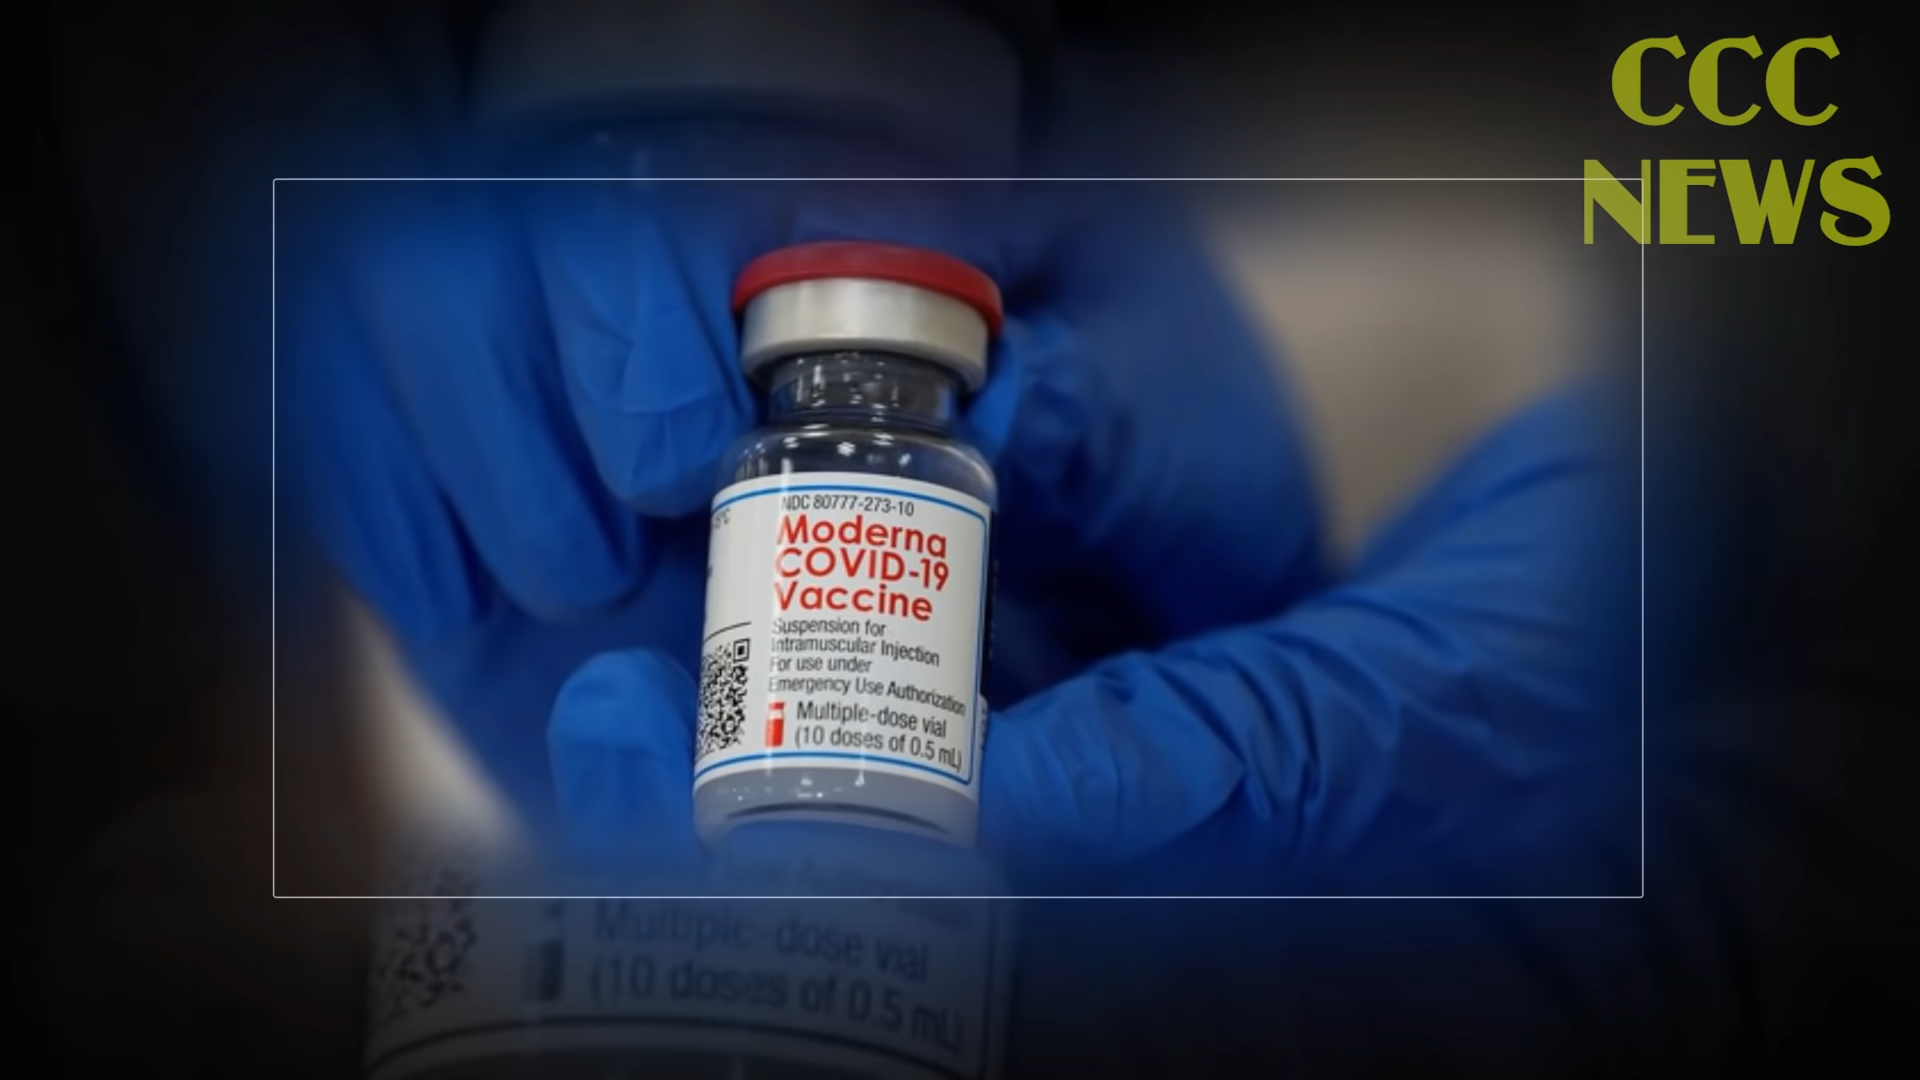 CCC
NEWS
NDC 80777-273-10
Moderna
COVID-19
Vaccine
Suspension for
Intramuscular Injection
For use under
Emergency Use Authorization
Multiple-dose vial
(10 doses of 0.5 mL)
Multiple-dose vial
(10 doses of 0.5 mL)